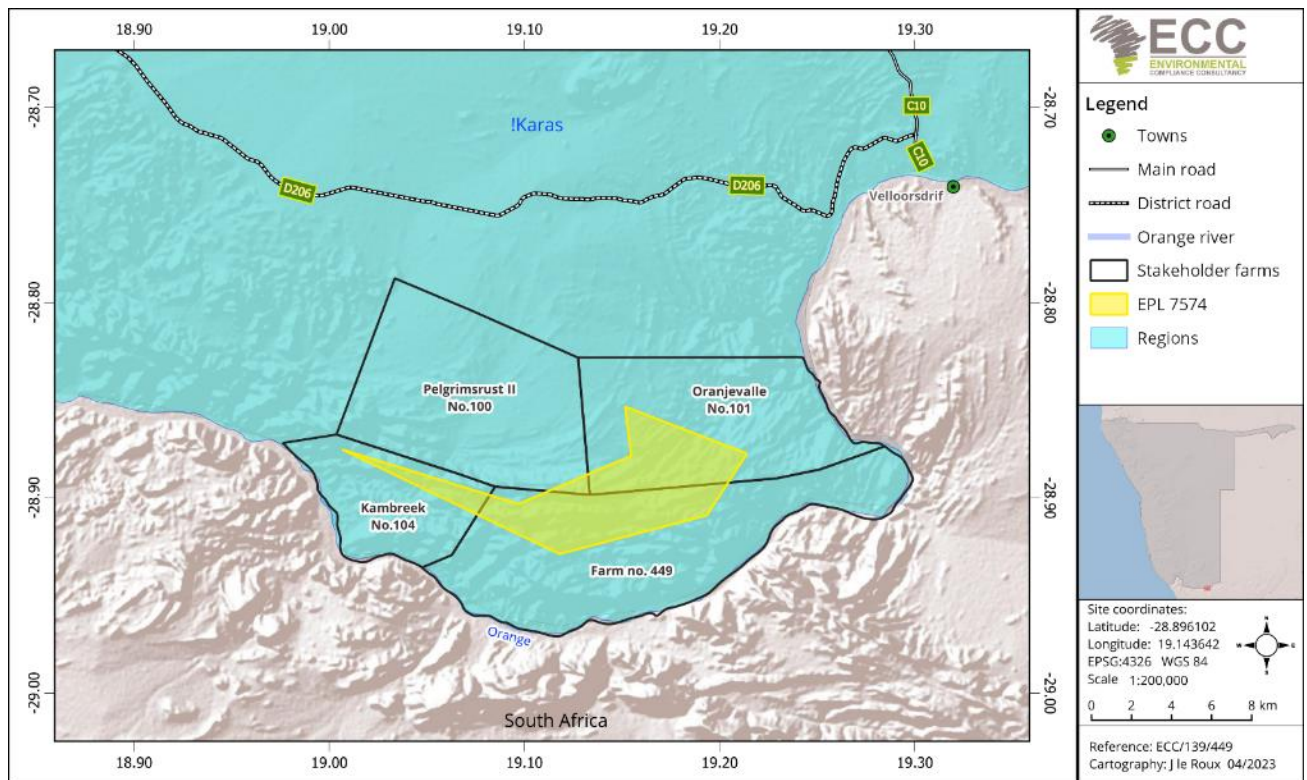 18.90 19.00 19.10 19.20 19.30
-28.70
-28.80
-28.90
-29.00
!Karas
D206
D206
C10
C10
Velloorsdrif
Pelgrimsrust II
No.100
Oranjevalle
No.101
Kambreek
No.104
Farm no. 449
Orange
South Africa
-28.70
-28.80
-28.90
-29.00
18.90 19.00 19.10 19.20 19.30
ECC
ENVIRONMENTAL
COMPLIANCE CONSULTANCY
Legend
Towns
Main road
District road
Orange river
Stakeholder farms
EPL 7574
Regions
Site coordinates:
Latitude: -28.896102
Longitude: 19.143642
EPSG:4326 WGS 84
Scale 1:200,000
N
W E
S
0 2 4 6 8 km
Reference: ECC/139/449
Cartography: J le Roux 04/2023